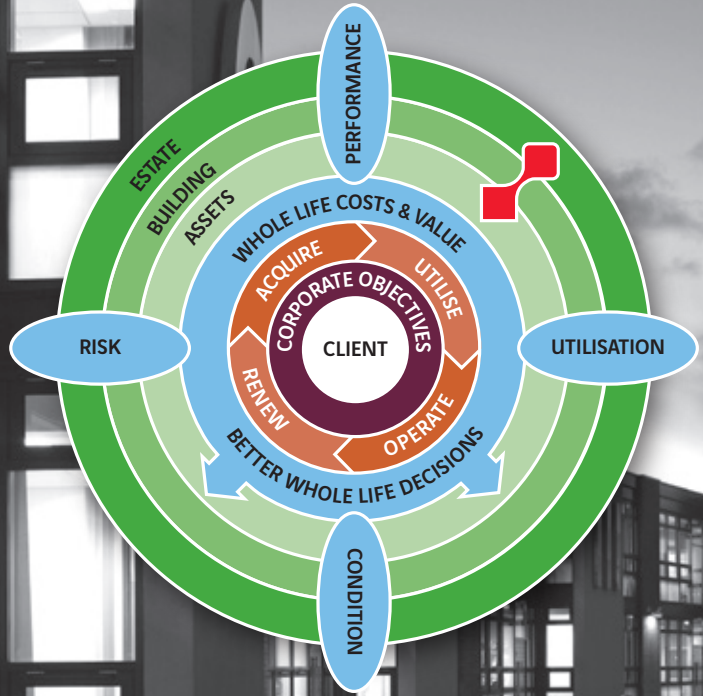 PERFORMANCE
ESTATE
BUILDING
ASSETS
WHOLE LIFE COSTS & VALUE
ACQUIRE
UTILISE
CORPORATE OBJECTIVES
RISK
CLIENT
UTILISATION
RENEW
OPERATE
BETTER WHOLE LIFE DECISIONS
CONDITION